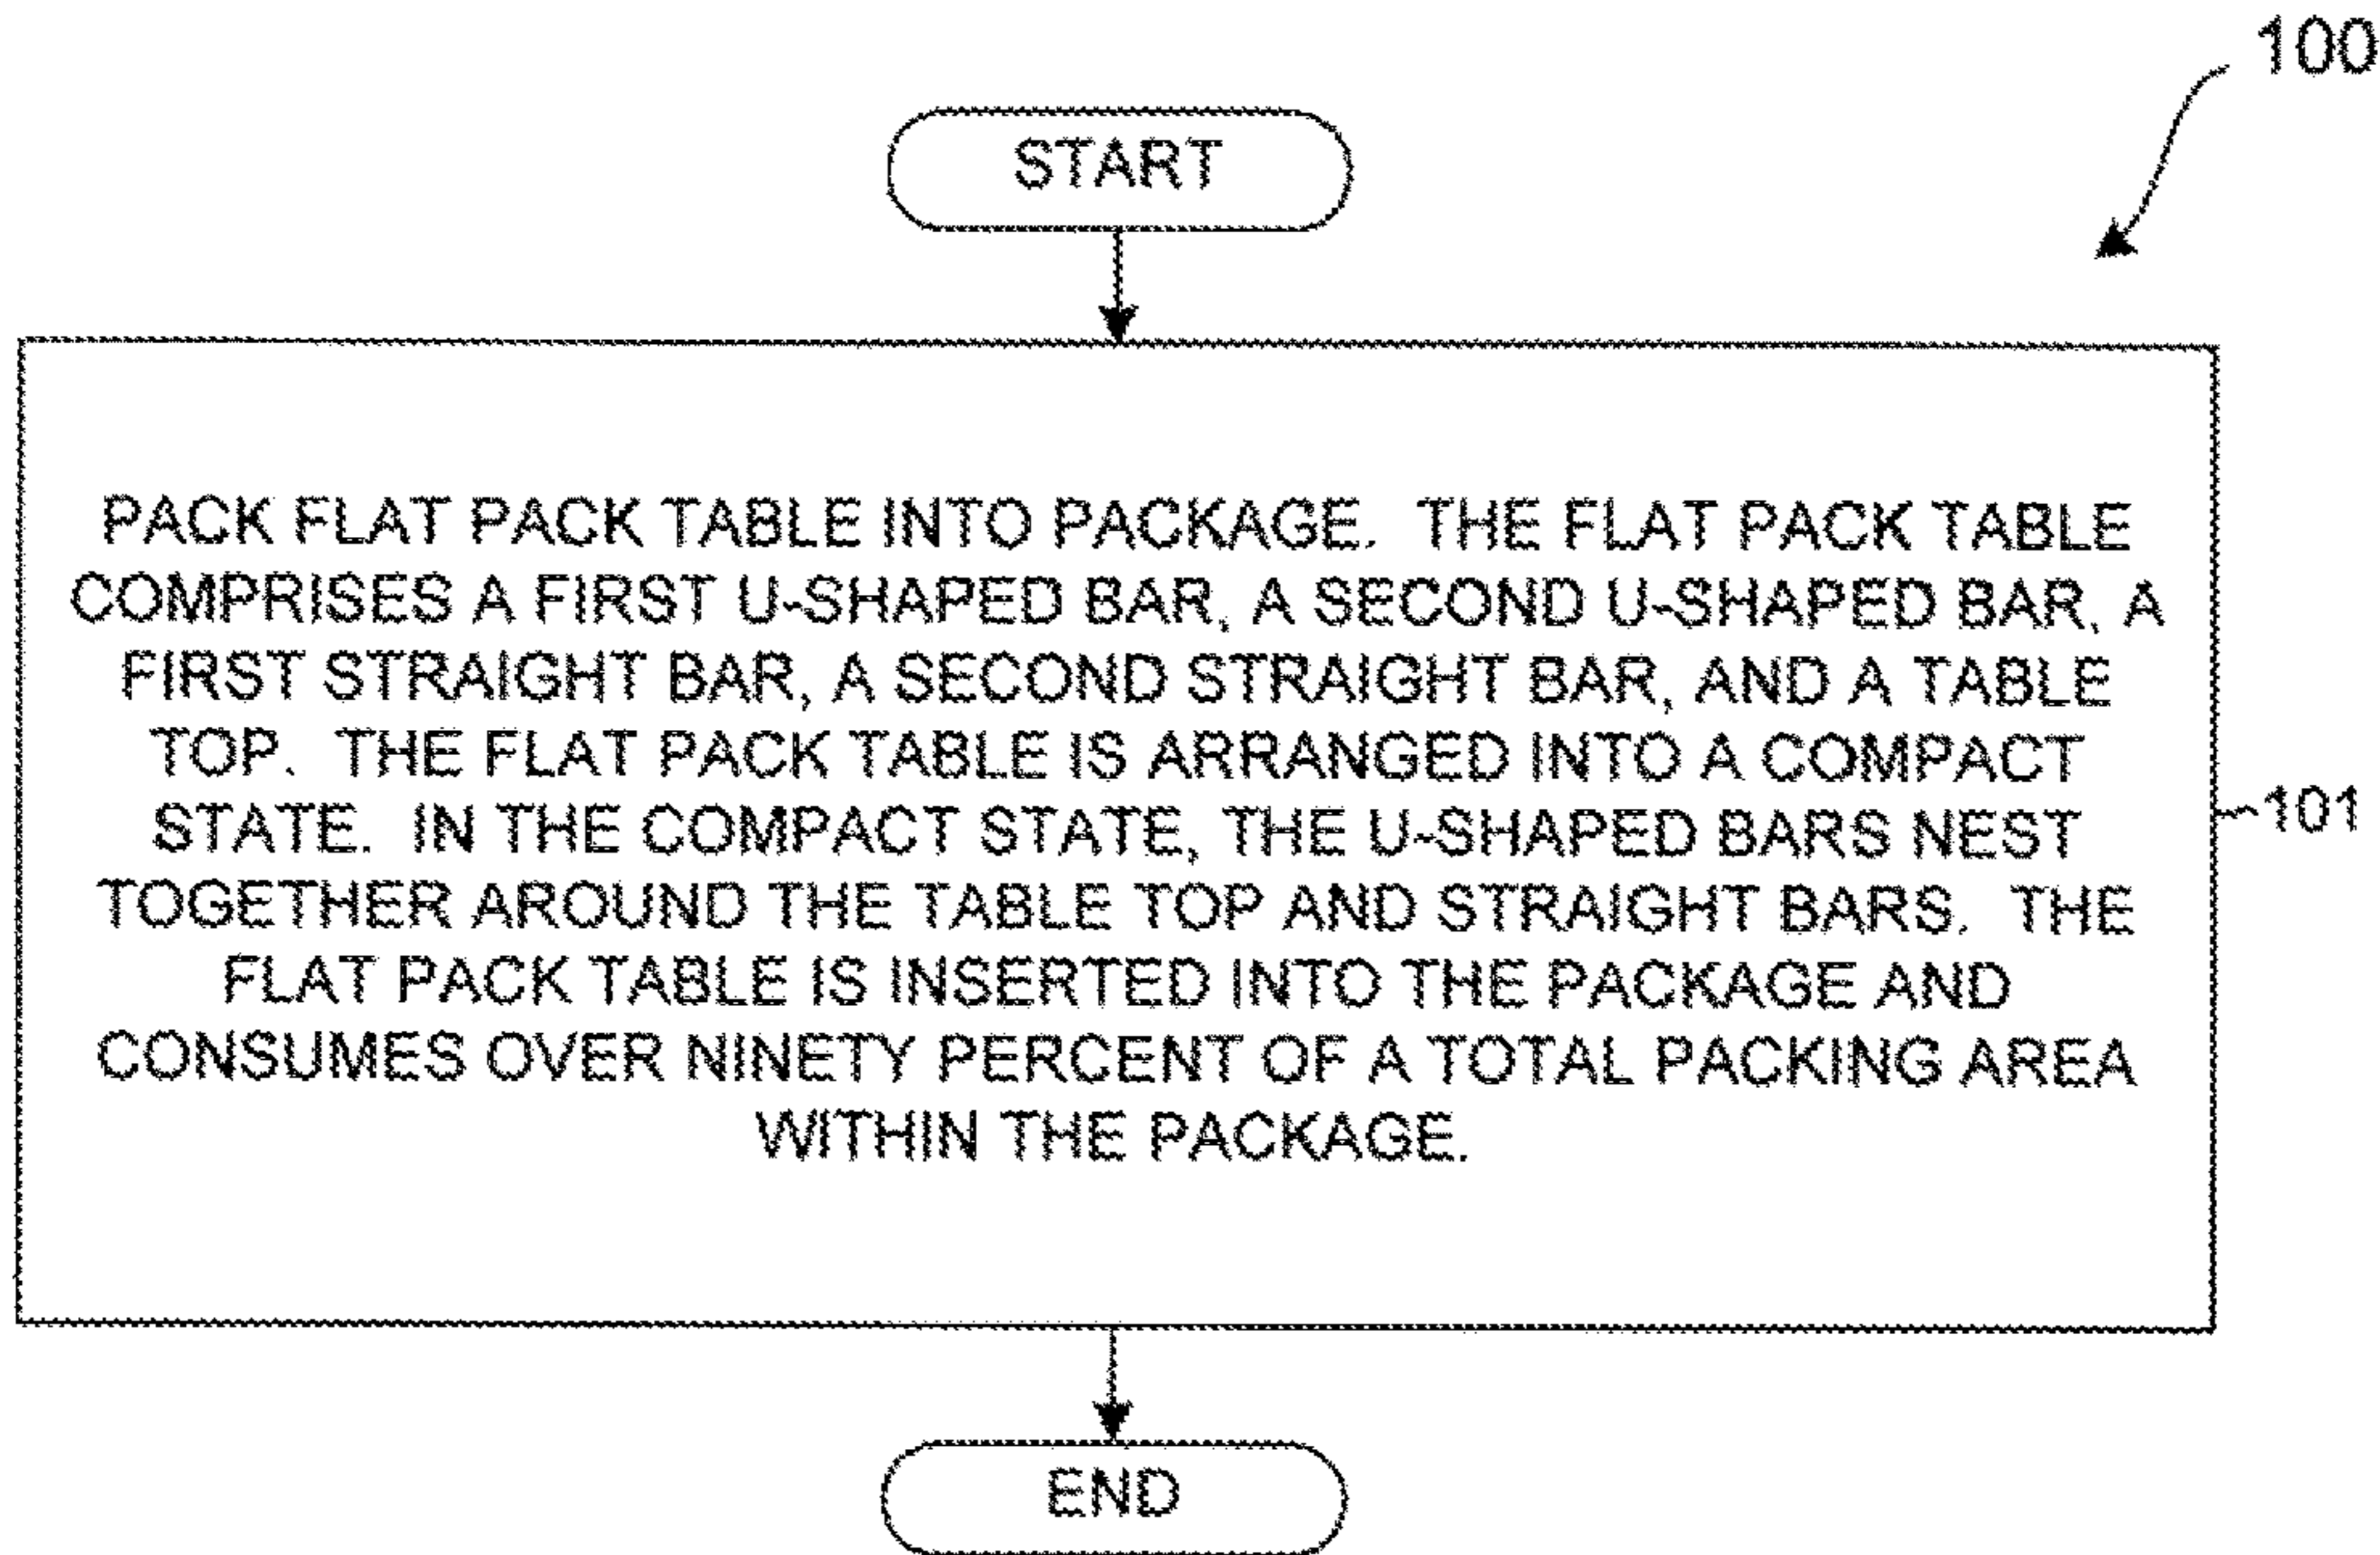 100
START
PACK FLAT PACK TABLE INTO PACKAGE. THE FLAT PACK TABLE
COMPRISES A FIRST U-SHAPED BAR, A SECOND U-SHAPED BAR, A
FIRST STRAIGHT BAR, A SECOND STRAIGHT BAR, AND A TABLE
TOP. THE FLAT PACK TABLE IS ARRANGED INTO A COMPACT
STATE. IN THE COMPACT STATE, THE U-SHAPED BARS NEST
TOGETHER AROUND THE TABLE TOP AND STRAIGHT BARS. THE
FLAT PACK TABLE IS INSERTED INTO THE PACKAGE AND
CONSUMES OVER NINETY PERCENT OF A TOTAL PACKING AREA
WITHIN THE PACKAGE.
101
END